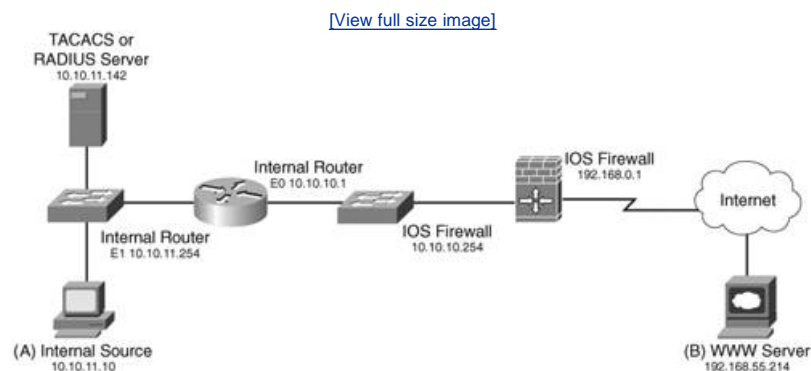 [View full size image]
TACACS or
RADIUS Server
10.10.11.142
Internal Router
E0 10.10.10.1
IOS Firewall
192.168.0.1
Internet
Internal Router
E1 10.10.11.254
IOS Firewall
10.10.10.254
(A) Internal Source
10.10.11.10
(B) WWW Server
192.168.55.214